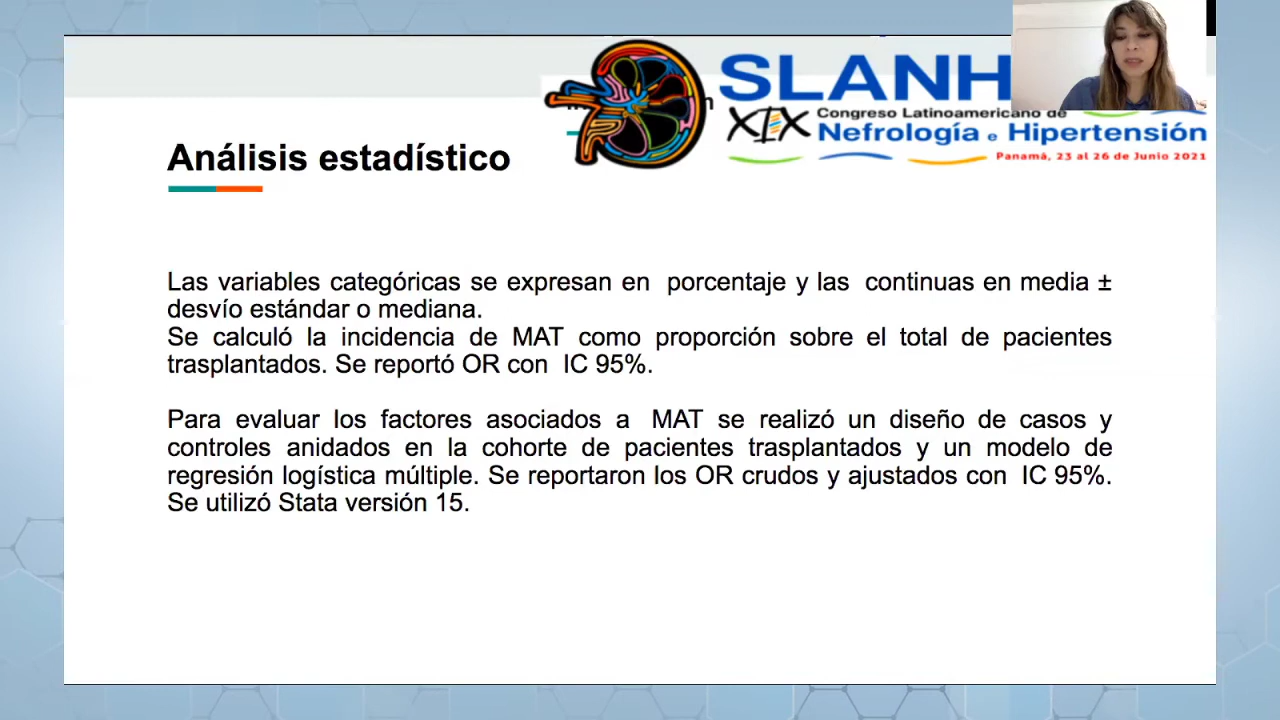 SLANH
XIX
Congreso Latinoamericano de
Nefrología e Hipertensión
Panamá, 23 al 26 de Junio 2021
Análisis estadístico
Las variables categóricas se expresan en porcentaje y las continuas en media ±
desvío estándar o mediana.
Se calculó la incidencia de MAT como proporción sobre el total de pacientes
trasplantados. Se reportó OR con IC 95%.
Para evaluar los factores asociados a MAT se realizó un diseño de casos y
controles anidados en la cohorte de pacientes trasplantados y un modelo de
regresión logística múltiple. Se reportaron los OR crudos y ajustados con IC 95%.
Se utilizó Stata versión 15.